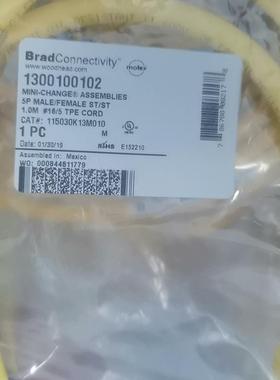 BradConnectivity™ molex
www.woodhead.com
1300100102
MINI-CHANGE® ASSEMBLIES
5P MALE/FEMALE ST/ST
1.0M #16/5 TPE CORD
CAT#: 115030K13M010
1 PC M
Date: 01/30/19 RoHS E152210
Assembled in: Mexico
WO: 000844811779